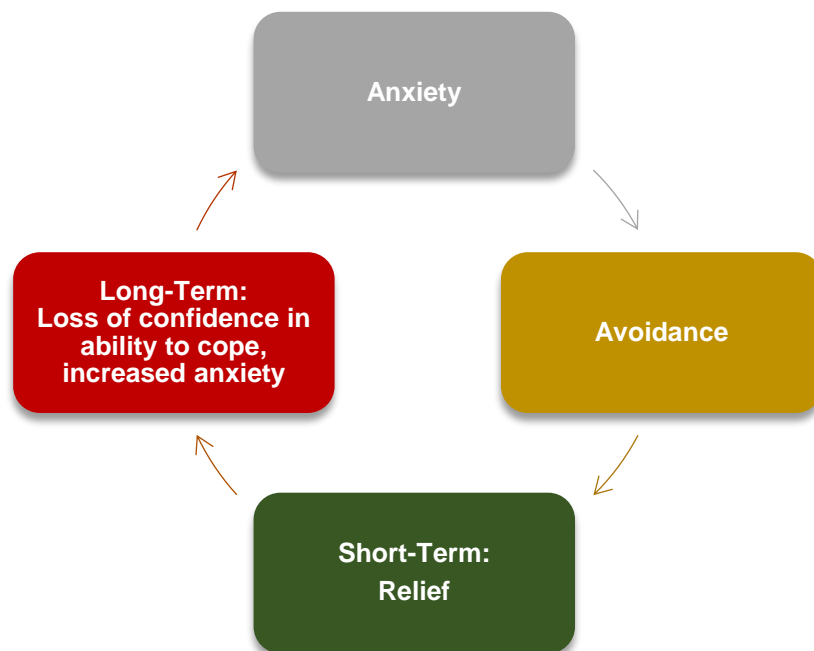 Anxiety
Avoidance
Short-Term:
Relief
Long-Term:
Loss of confidence in
ability to cope,
increased anxiety